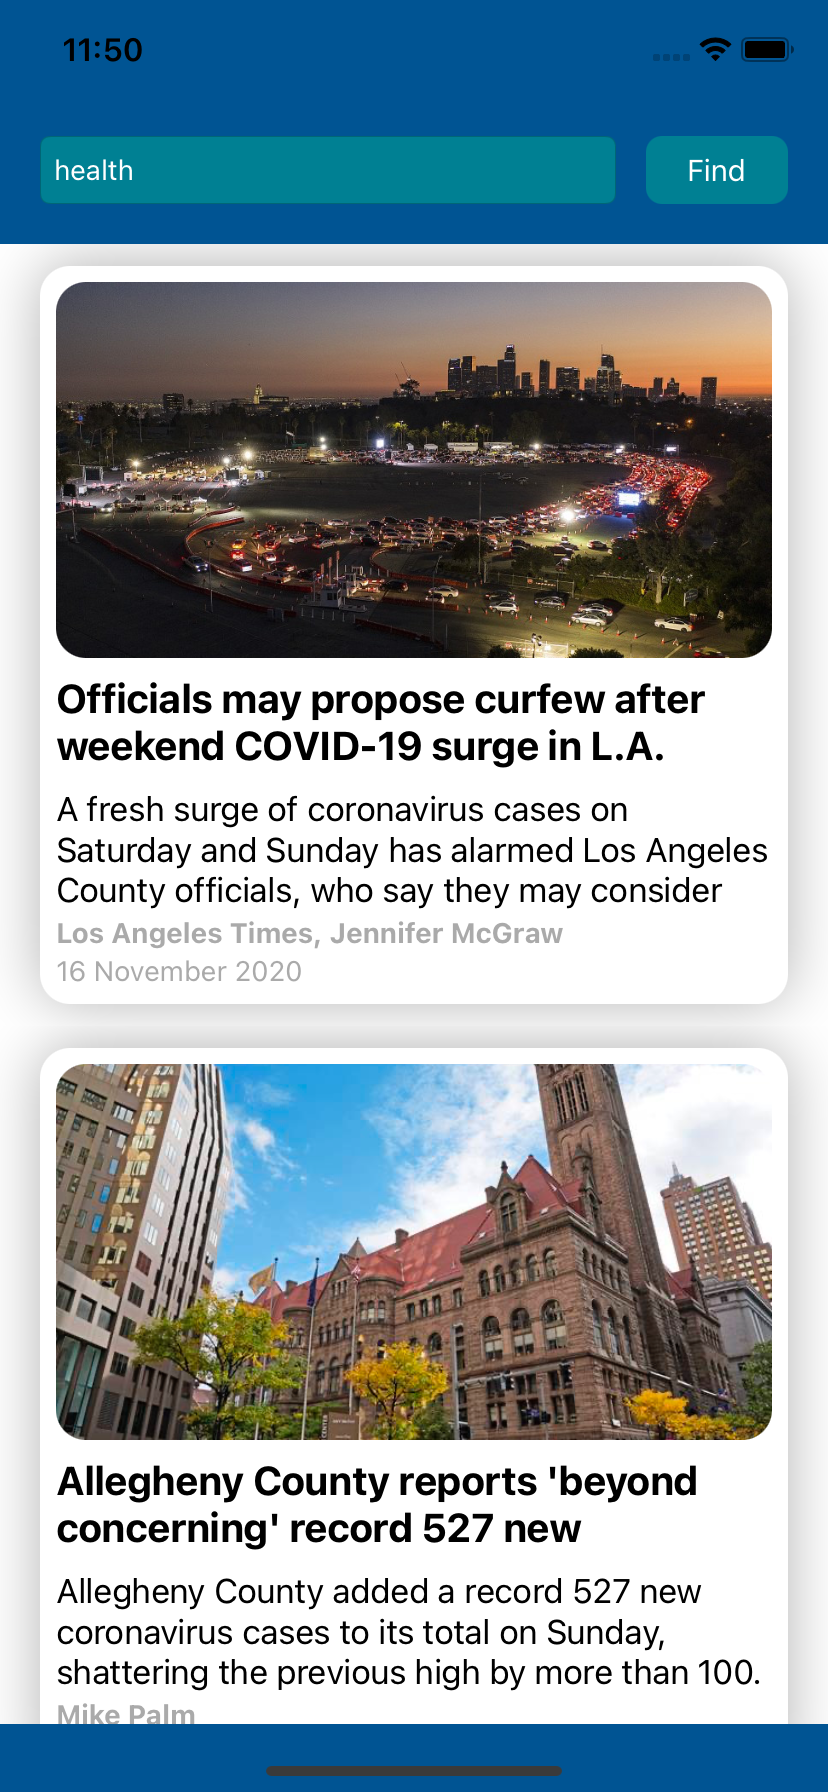 11:50
health
Find
Officials may propose curfew after
weekend COVID-19 surge in L.A.
A fresh surge of coronavirus cases on
Saturday and Sunday has alarmed Los Angeles
County officials, who say they may consider
Los Angeles Times, Jennifer McGraw
16 November 2020
Allegheny County reports 'beyond
concerning' record 527 new
Allegheny County added a record 527 new
coronavirus cases to its total on Sunday,
shattering the previous high by more than 100.
Mike Palm